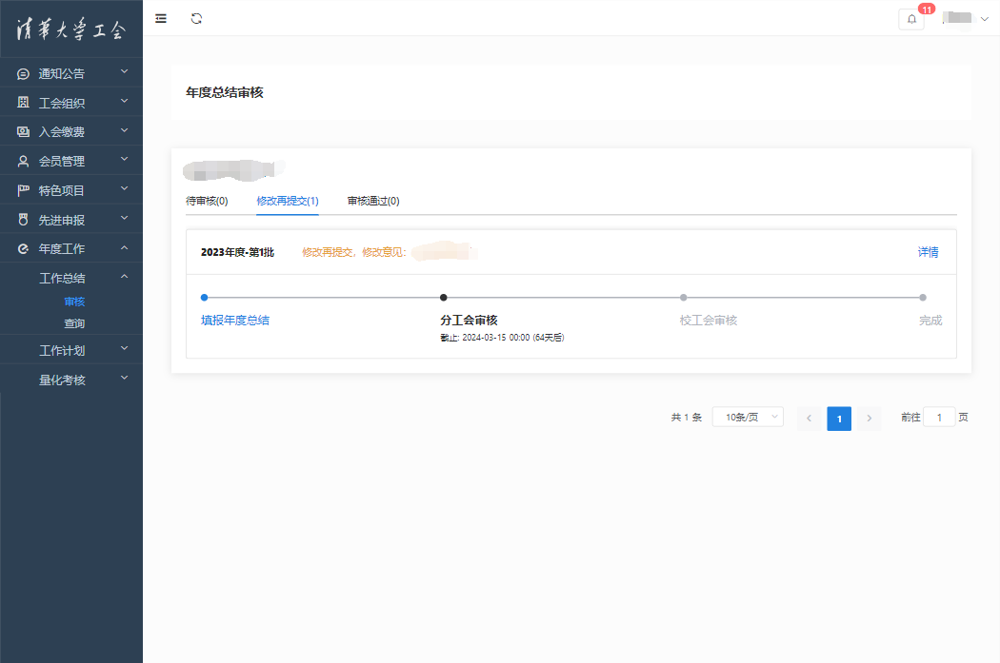 清华大学工会
11
通知公告
工会组织
入会缴费
会员管理
特色项目
先进申报
年度工作
工作总结
审核
查询
工作计划
量化考核
年度总结审核
待审核(0) 修改再提交(1) 审核通过(0)
2023年度-第1批 修改再提交，修改意见： 详情
填报年度总结 分工会审核 校工会审核 完成
截止: 2024-03-15 00:00 (64天后)
共 1 条 10条/页 1 前往 1 页